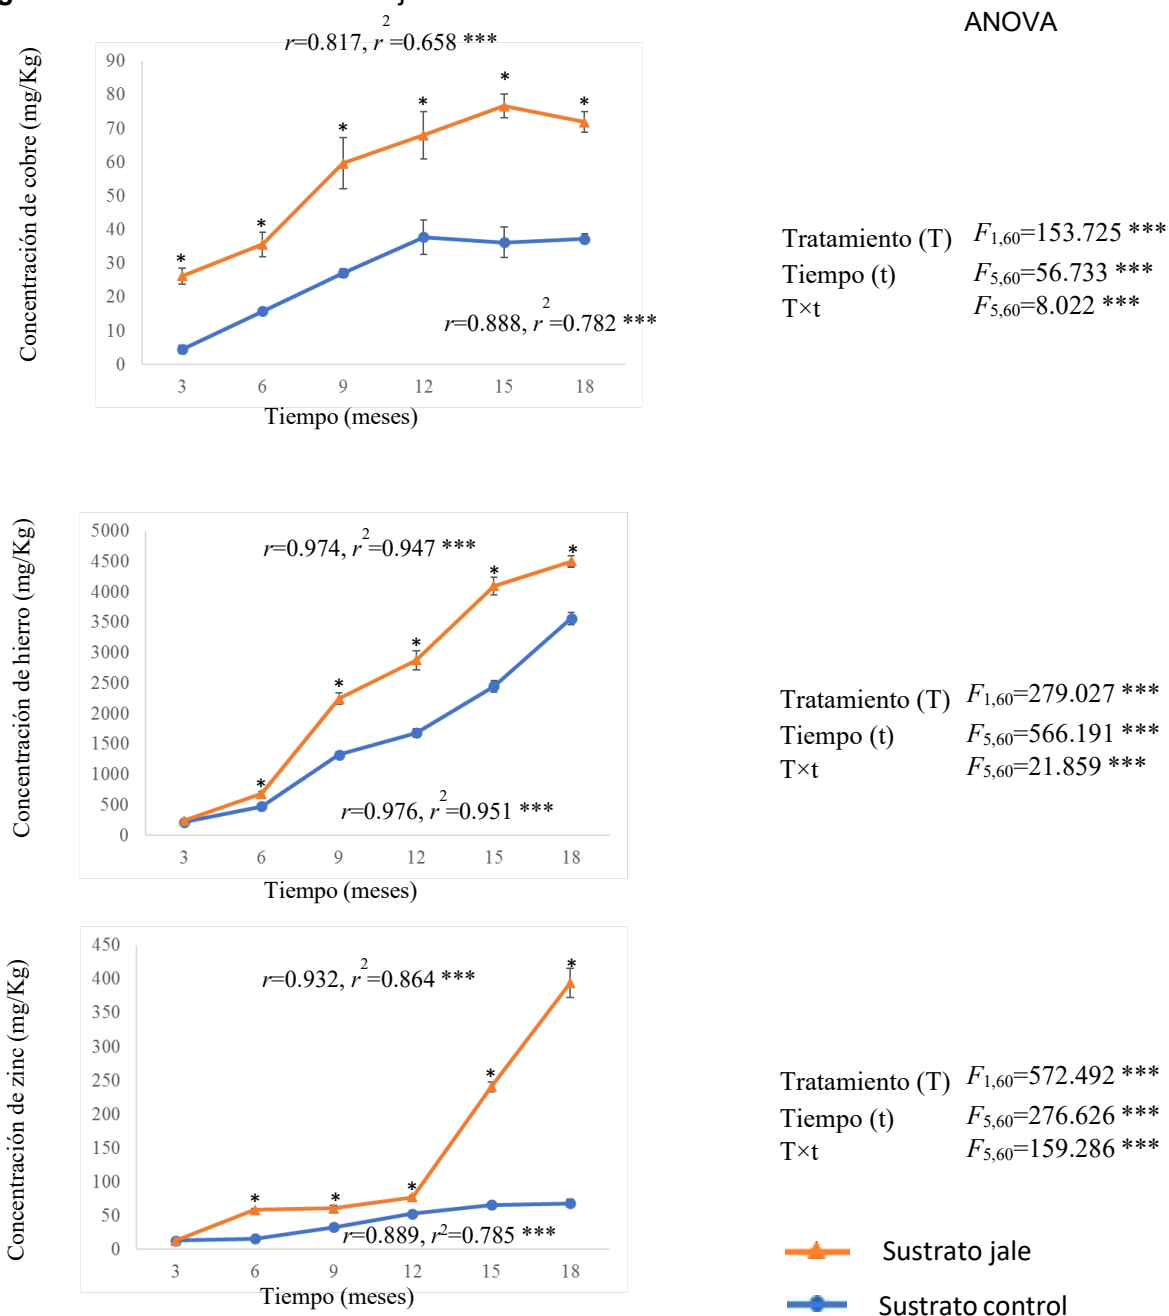 ANOVA
r=0.817, r2=0.658 ***
Concentración de cobre (mg/Kg)
90
80
70
60
50
40
30
20
10
0
* * * * * *
r=0.888, r2=0.782 ***
3 6 9 12 15 18
Tiempo (meses)
Tratamiento (T) F1,60=153.725 ***
Tiempo (t) F5,60=56.733 ***
T×t F5,60=8.022 ***
Concentración de hierro (mg/Kg)
5000
4500
4000
3500
3000
2500
2000
1500
1000
500
0
r=0.974, r2=0.947 ***
* * * * *
r=0.976, r2=0.951 ***
3 6 9 12 15 18
Tiempo (meses)
Tratamiento (T) F1,60=279.027 ***
Tiempo (t) F5,60=566.191 ***
T×t F5,60=21.859 ***
Concentración de zinc (mg/Kg)
450
400
350
300
250
200
150
100
50
0
r=0.932, r2=0.864 ***
* * * * *
r=0.889, r2=0.785 ***
3 6 9 12 15 18
Tiempo (meses)
Tratamiento (T) F1,60=572.492 ***
Tiempo (t) F5,60=276.626 ***
T×t F5,60=159.286 ***
Sustrato jale
Sustrato control